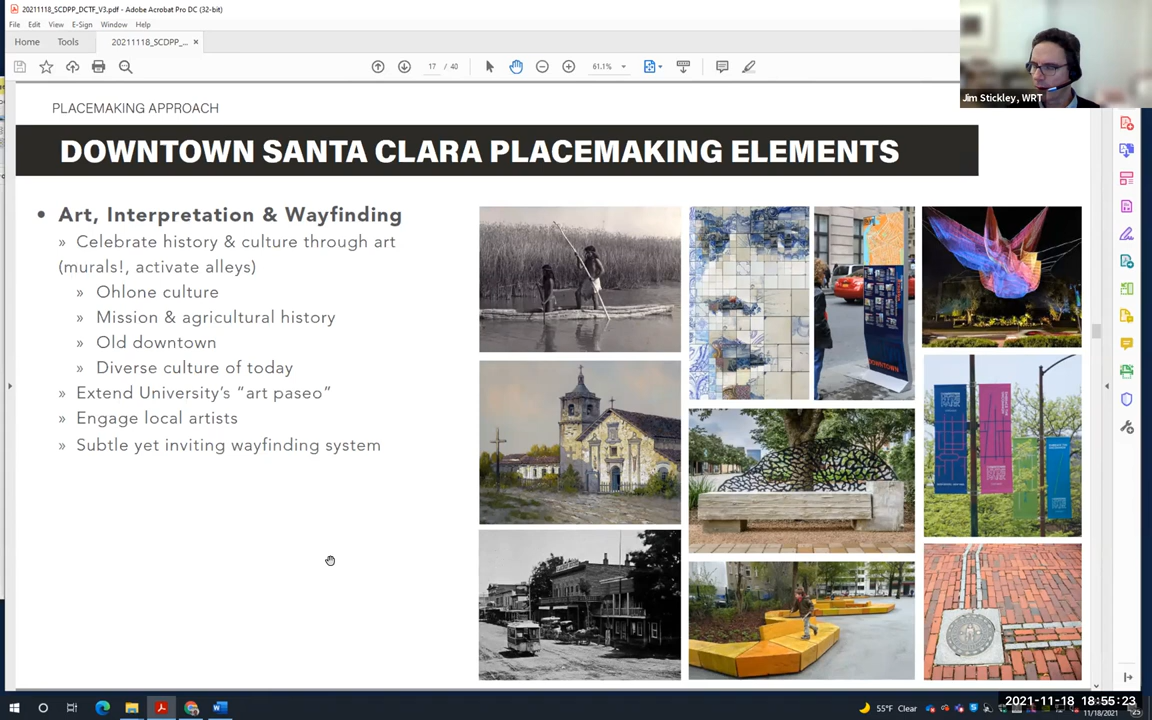 20211118_SCDPP_DCTF_V3.pdf - Adobe Acrobat Pro DC (32-bit)
File Edit View E-Sign Window Help
Home Tools 20211118_SCDPP_... ×
17 / 40 61.1%
Jim Stickley, WRT
PLACEMAKING APPROACH
DOWNTOWN SANTA CLARA PLACEMAKING ELEMENTS
• Art, Interpretation & Wayfinding
» Celebrate history & culture through art
(murals!, activate alleys)
» Ohlone culture
» Mission & agricultural history
» Old downtown
» Diverse culture of today
» Extend University's "art paseo"
» Engage local artists
» Subtle yet inviting wayfinding system
DOWNTOWN
55°F Clear
2021-11-18 18:55:23
11/18/2021